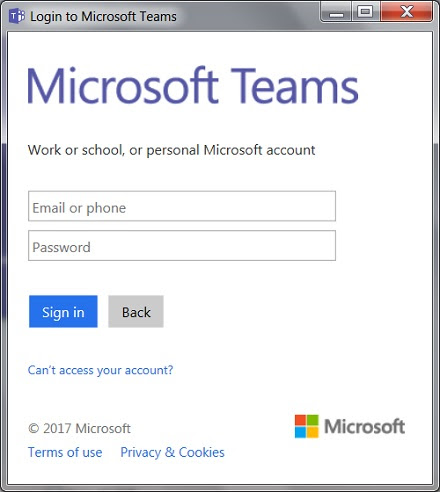 Login to Microsoft Teams
Microsoft Teams
Work or school, or personal Microsoft account
Email or phone
Password
Sign in Back
Can't access your account?
© 2017 Microsoft
Microsoft
Terms of use Privacy & Cookies